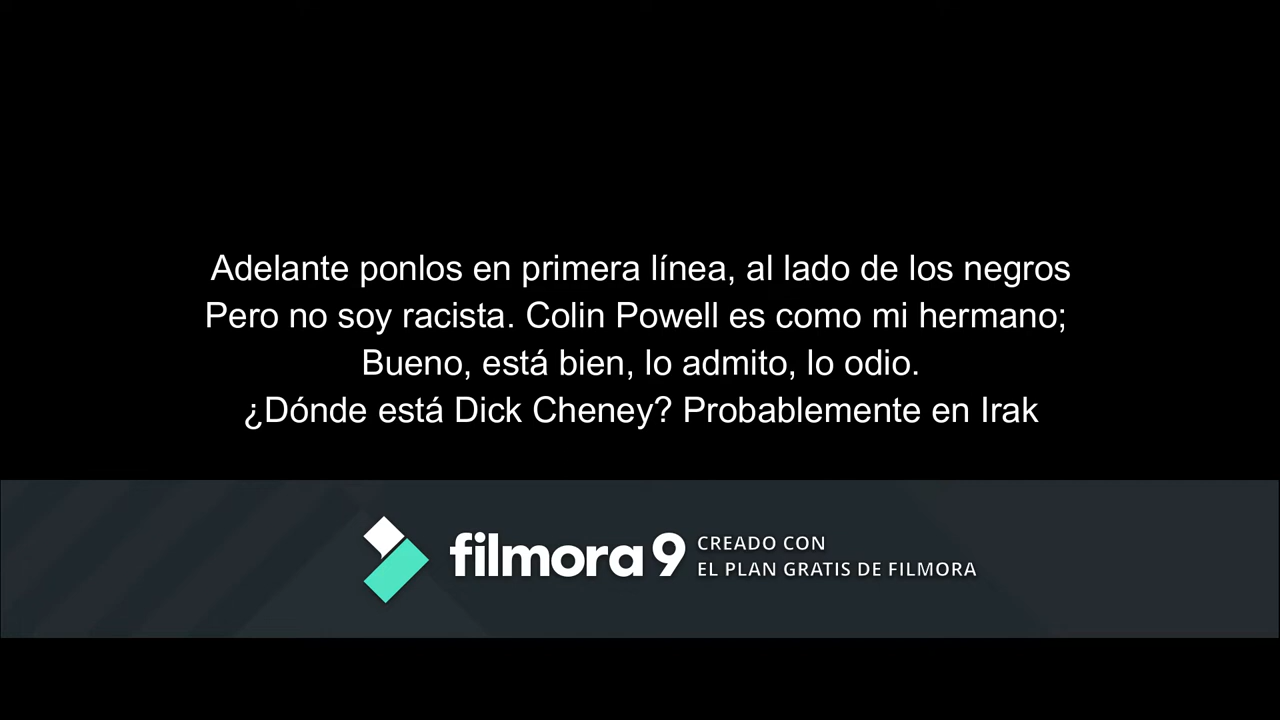 Adelante ponlos en primera línea, al lado de los negros
Pero no soy racista. Colin Powell es como mi hermano;
Bueno, está bien, lo admito, lo odio.
¿Dónde está Dick Cheney? Probablemente en Irak
filmora 9
CREADO CON
EL PLAN GRATIS DE FILMORA